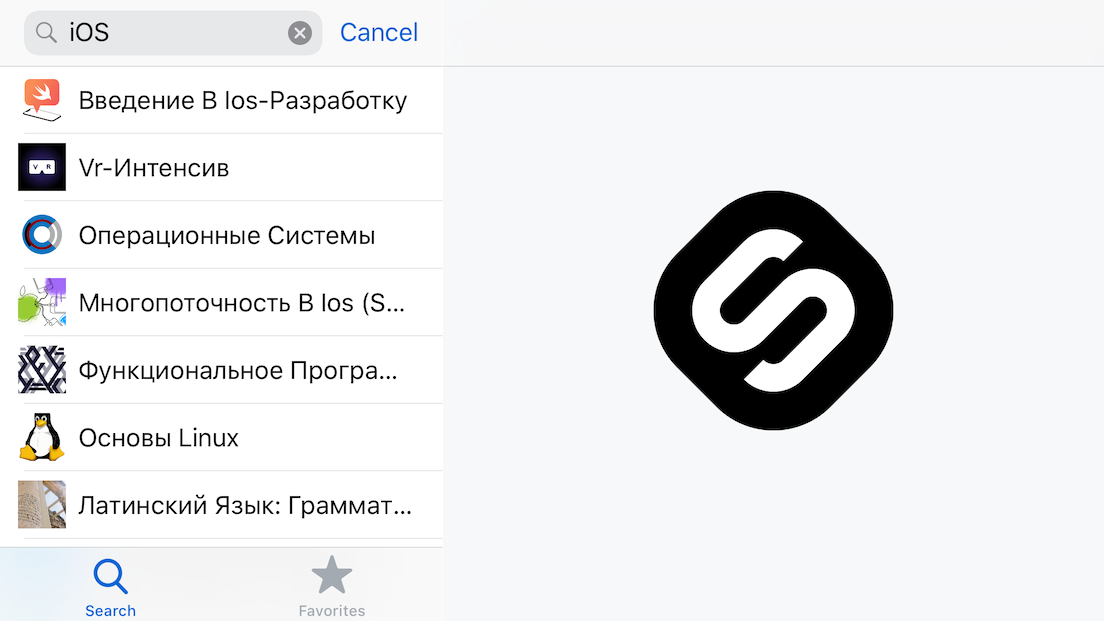 iOS
Cancel
Введение В Ios-Разработку
V R
Vr-Интенсив
Операционные Системы
Многопоточность В Ios (S...
Функциональное Програ...
Основы Linux
Латинский Язык: Граммат...
Search
Favorites